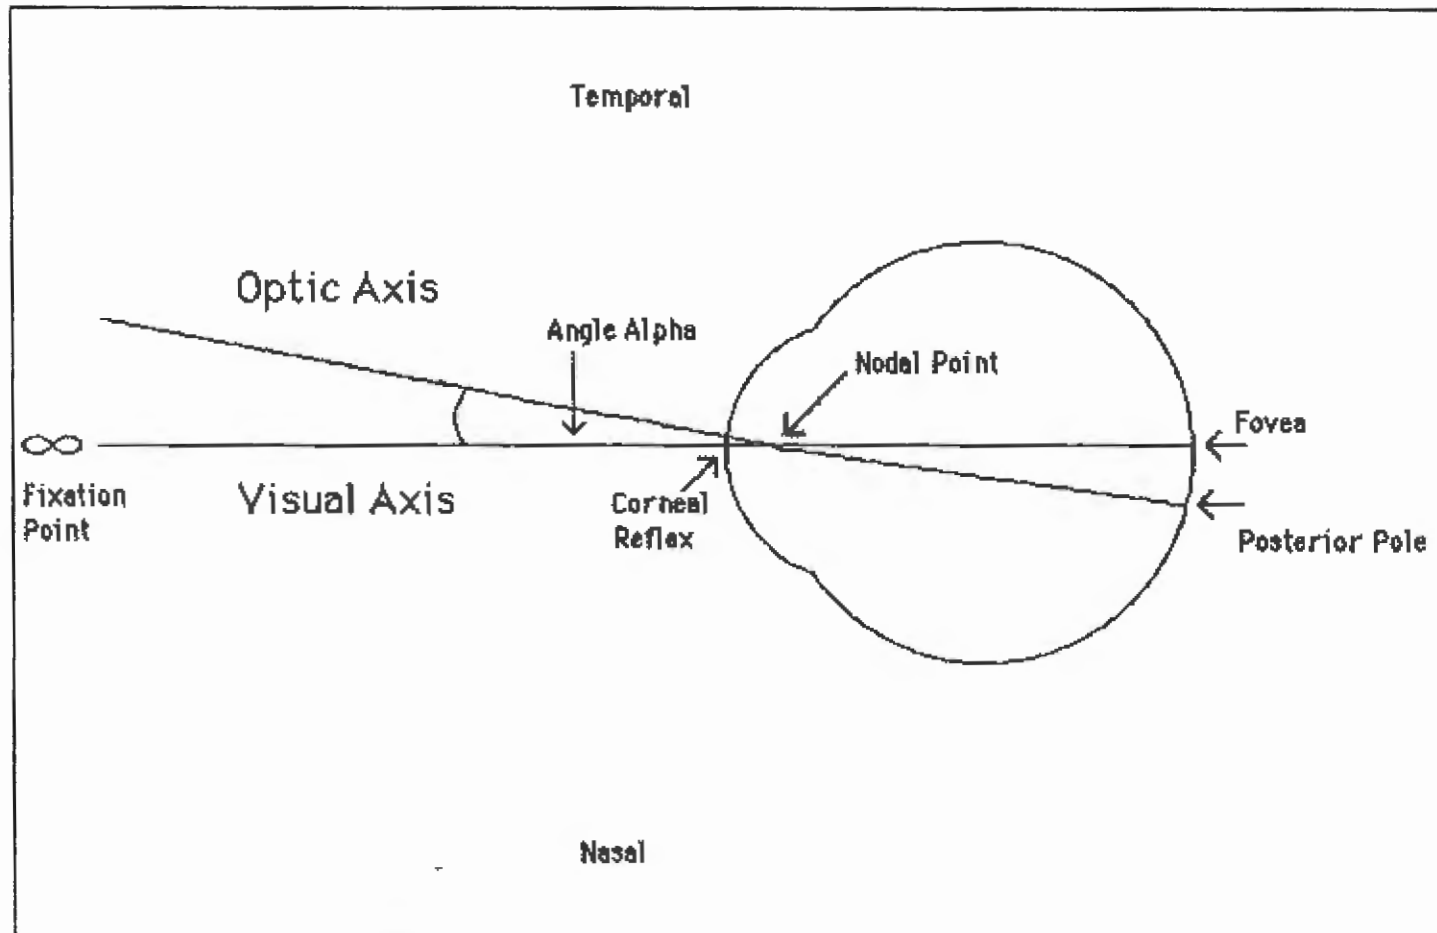 Temporal
Optic Axis
Angle Alpha
Nodal Point
∞
Fovea
Fixation
Point
Visual Axis
Corneal
Reflex
Posterior Pole
Nasal